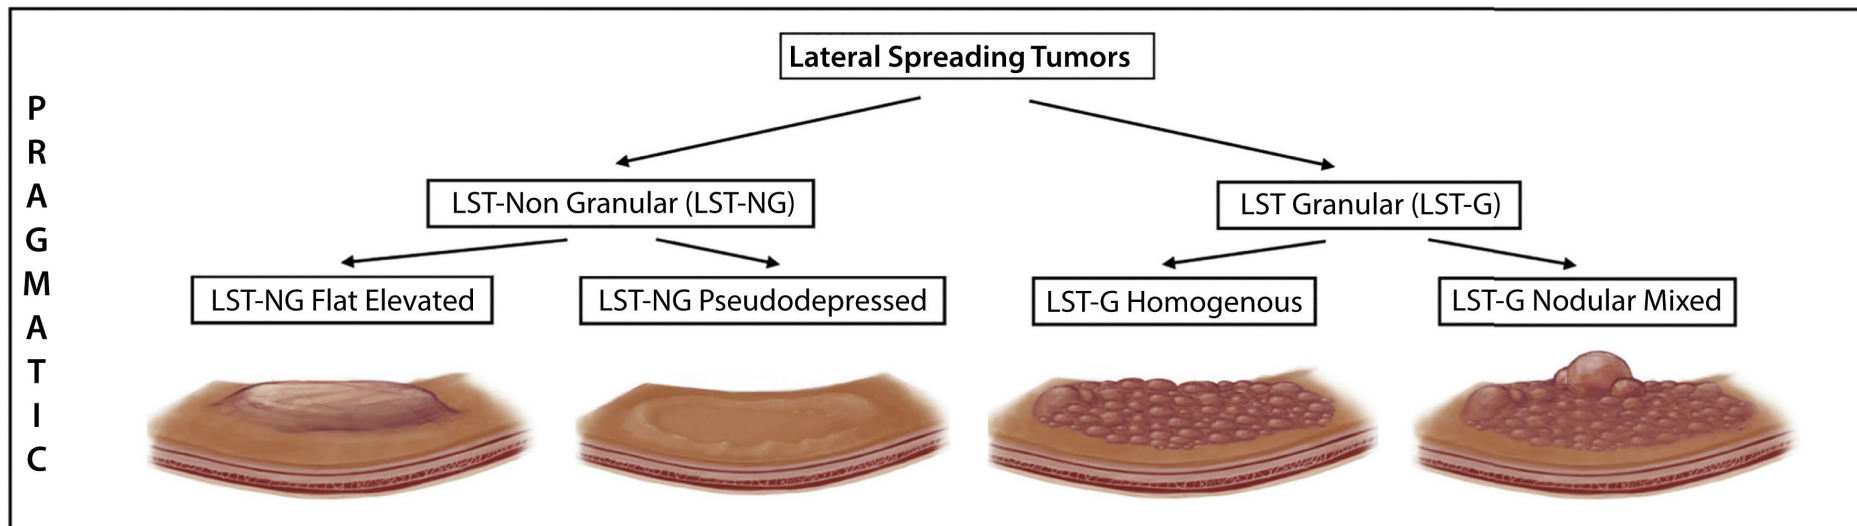 Lateral Spreading Tumors
PRAGMATIC
LST-Non Granular (LST-NG)
LST Granular (LST-G)
LST-NG Flat Elevated
LST-NG Pseudodepressed
LST-G Homogenous
LST-G Nodular Mixed